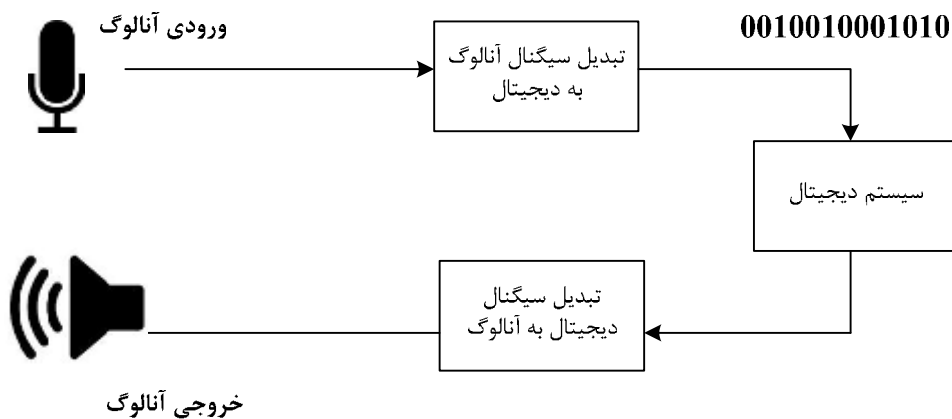 ورودی آنالوگ
0010010001010
تبدیل سیگنال آنالوگ
به دیجیتال
سیستم دیجیتال
تبدیل سیگنال
دیجیتال به آنالوگ
خروجی آنالوگ